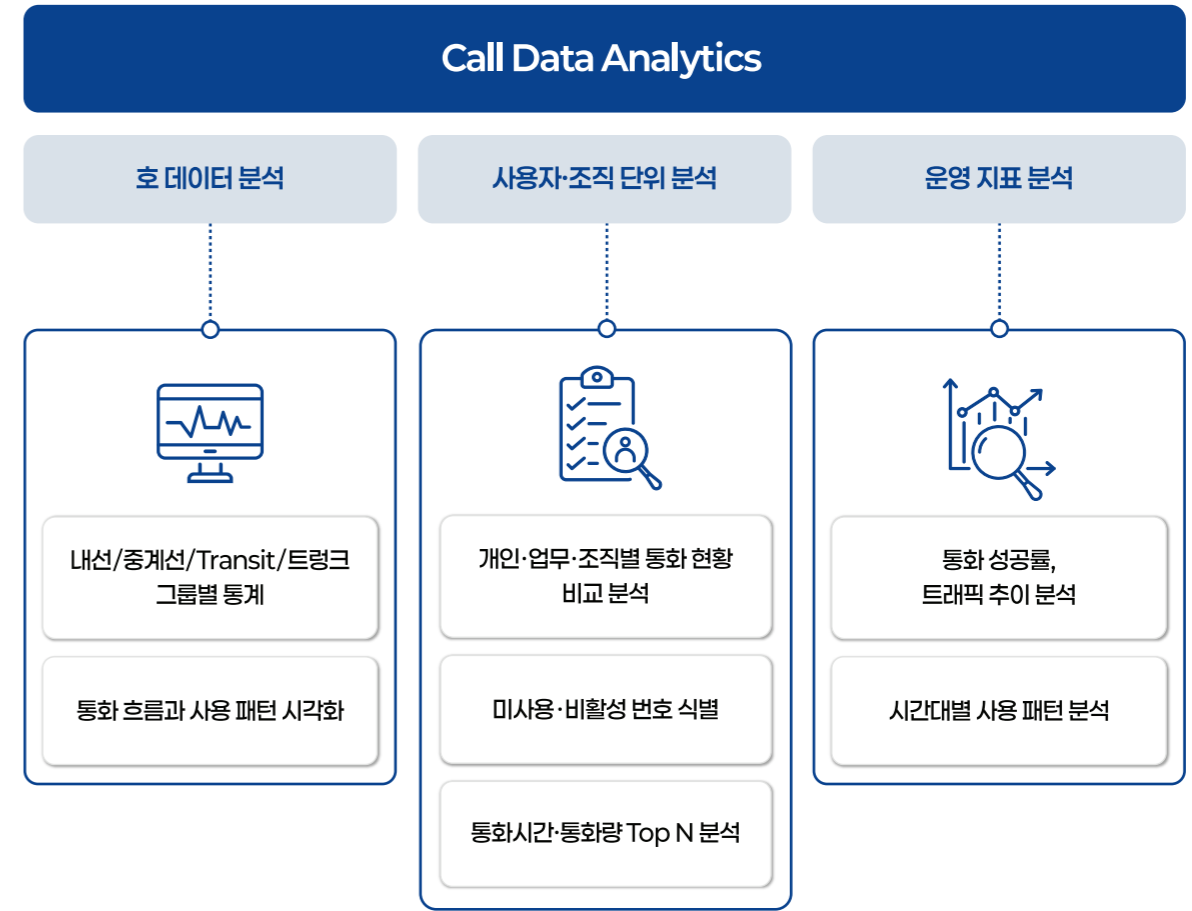 Call Data Analytics
호 데이터 분석
사용자·조직 단위 분석
운영 지표 분석
내선/중계선/Transit/트렁크
그룹별 통계
통화 흐름과 사용 패턴 시각화
개인·업무·조직별 통화 현황
비교 분석
미사용·비활성 번호 식별
통화시간·통화량 Top N 분석
통화 성공률,
트래픽 추이 분석
시간대별 사용 패턴 분석